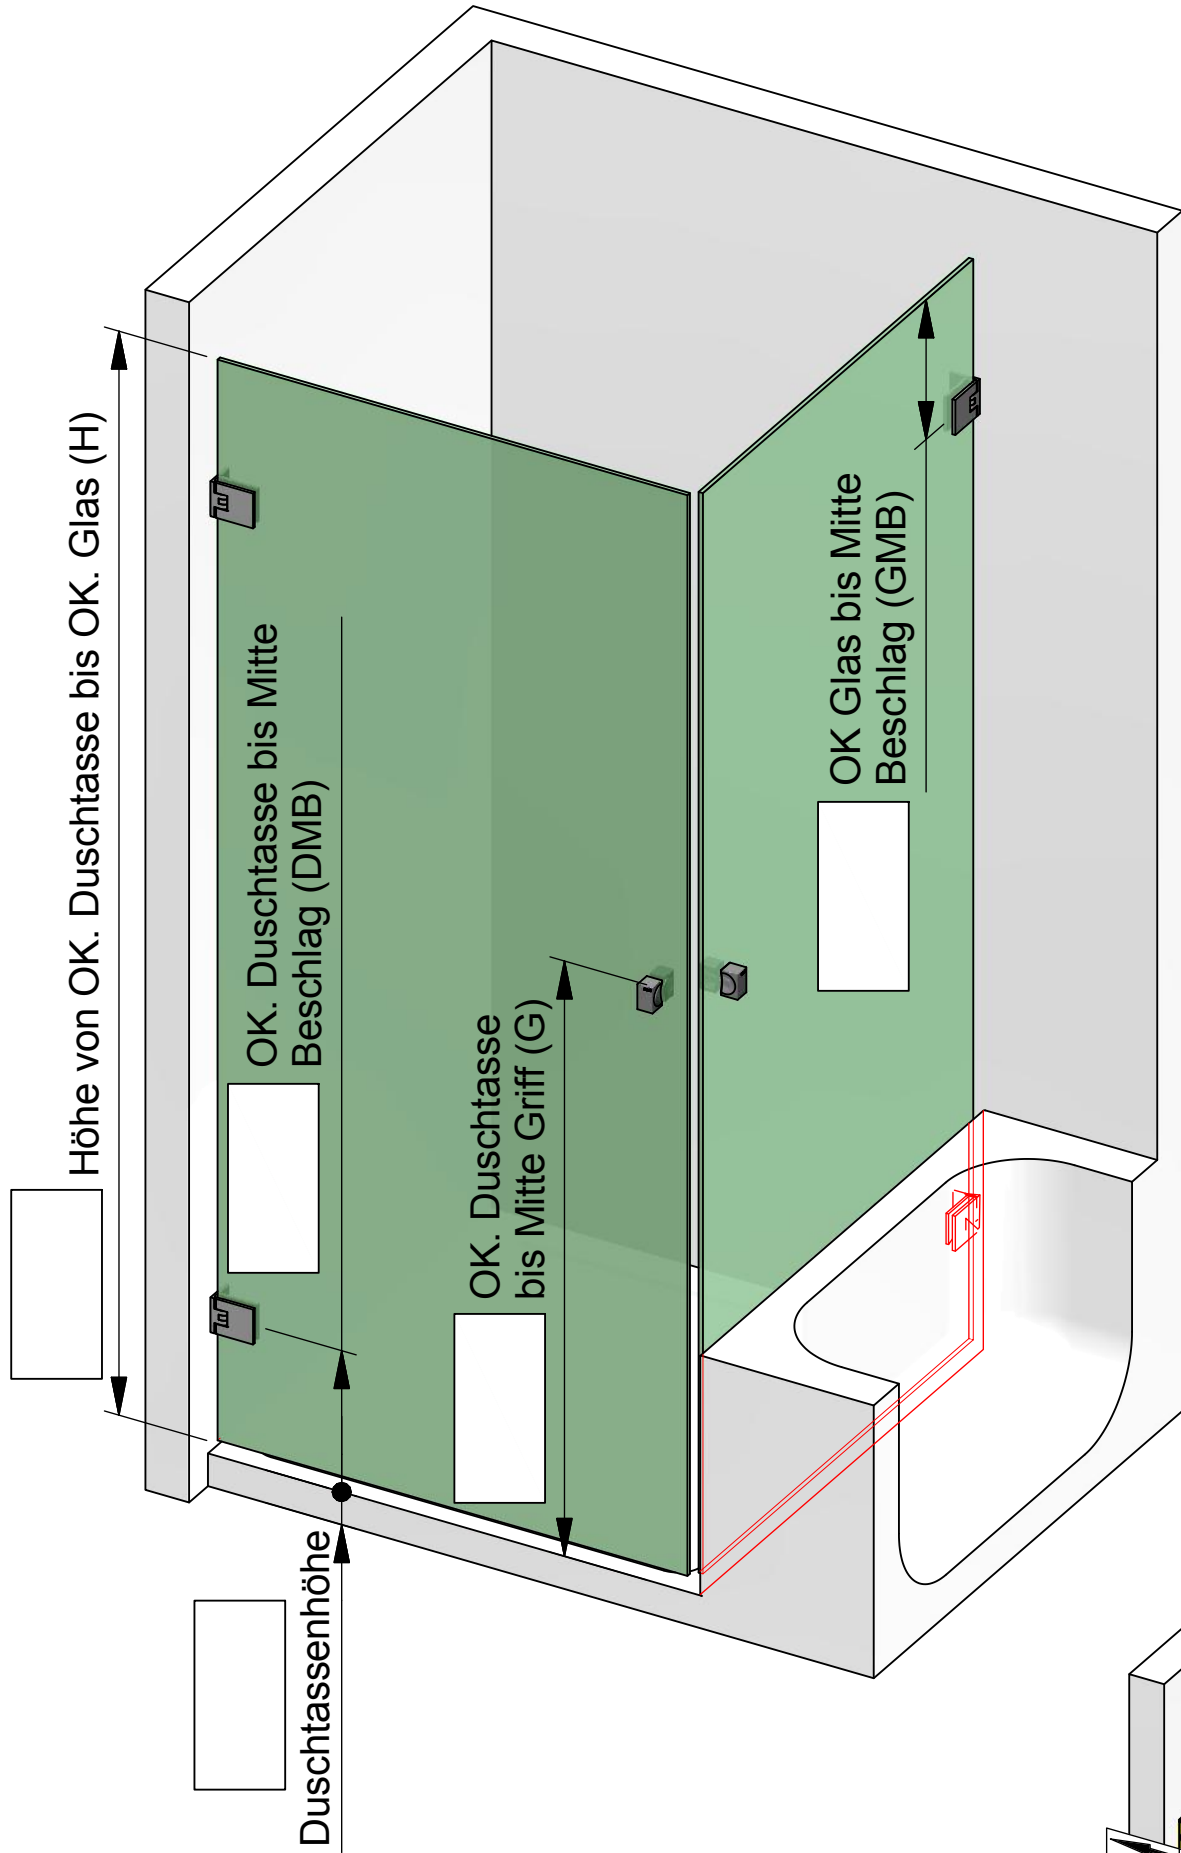 Höhe von OK. Duschtasse bis OK. Glas (H)
OK. Duschtasse bis Mitte
Beschlag (DMB)
OK. Duschtasse
bis Mitte Griff (G)
OK Glas bis Mitte
Beschlag (GMB)
Duschtassenhöhe